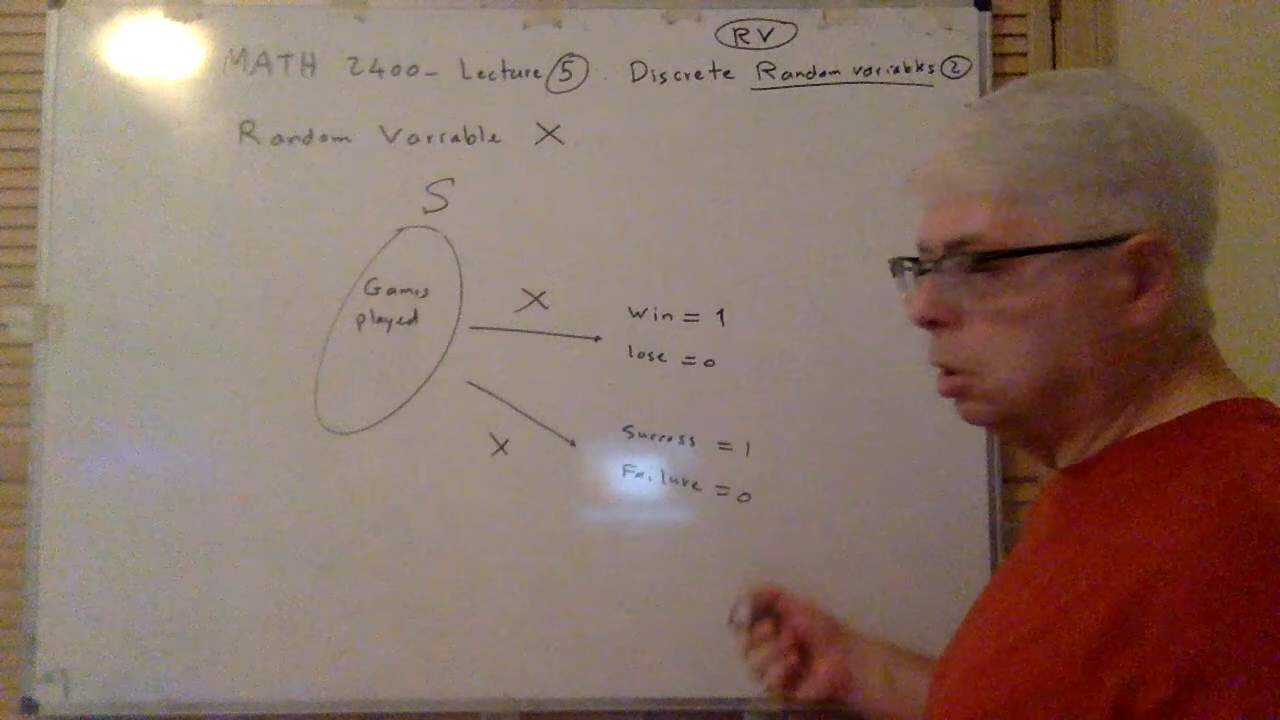 RV
MATH 2400- Lecture 5 Discrete Random variables 2
Random Variable X
S
Games
played
X
Win = 1
lose = 0
X
Success = 1
Failure = 0